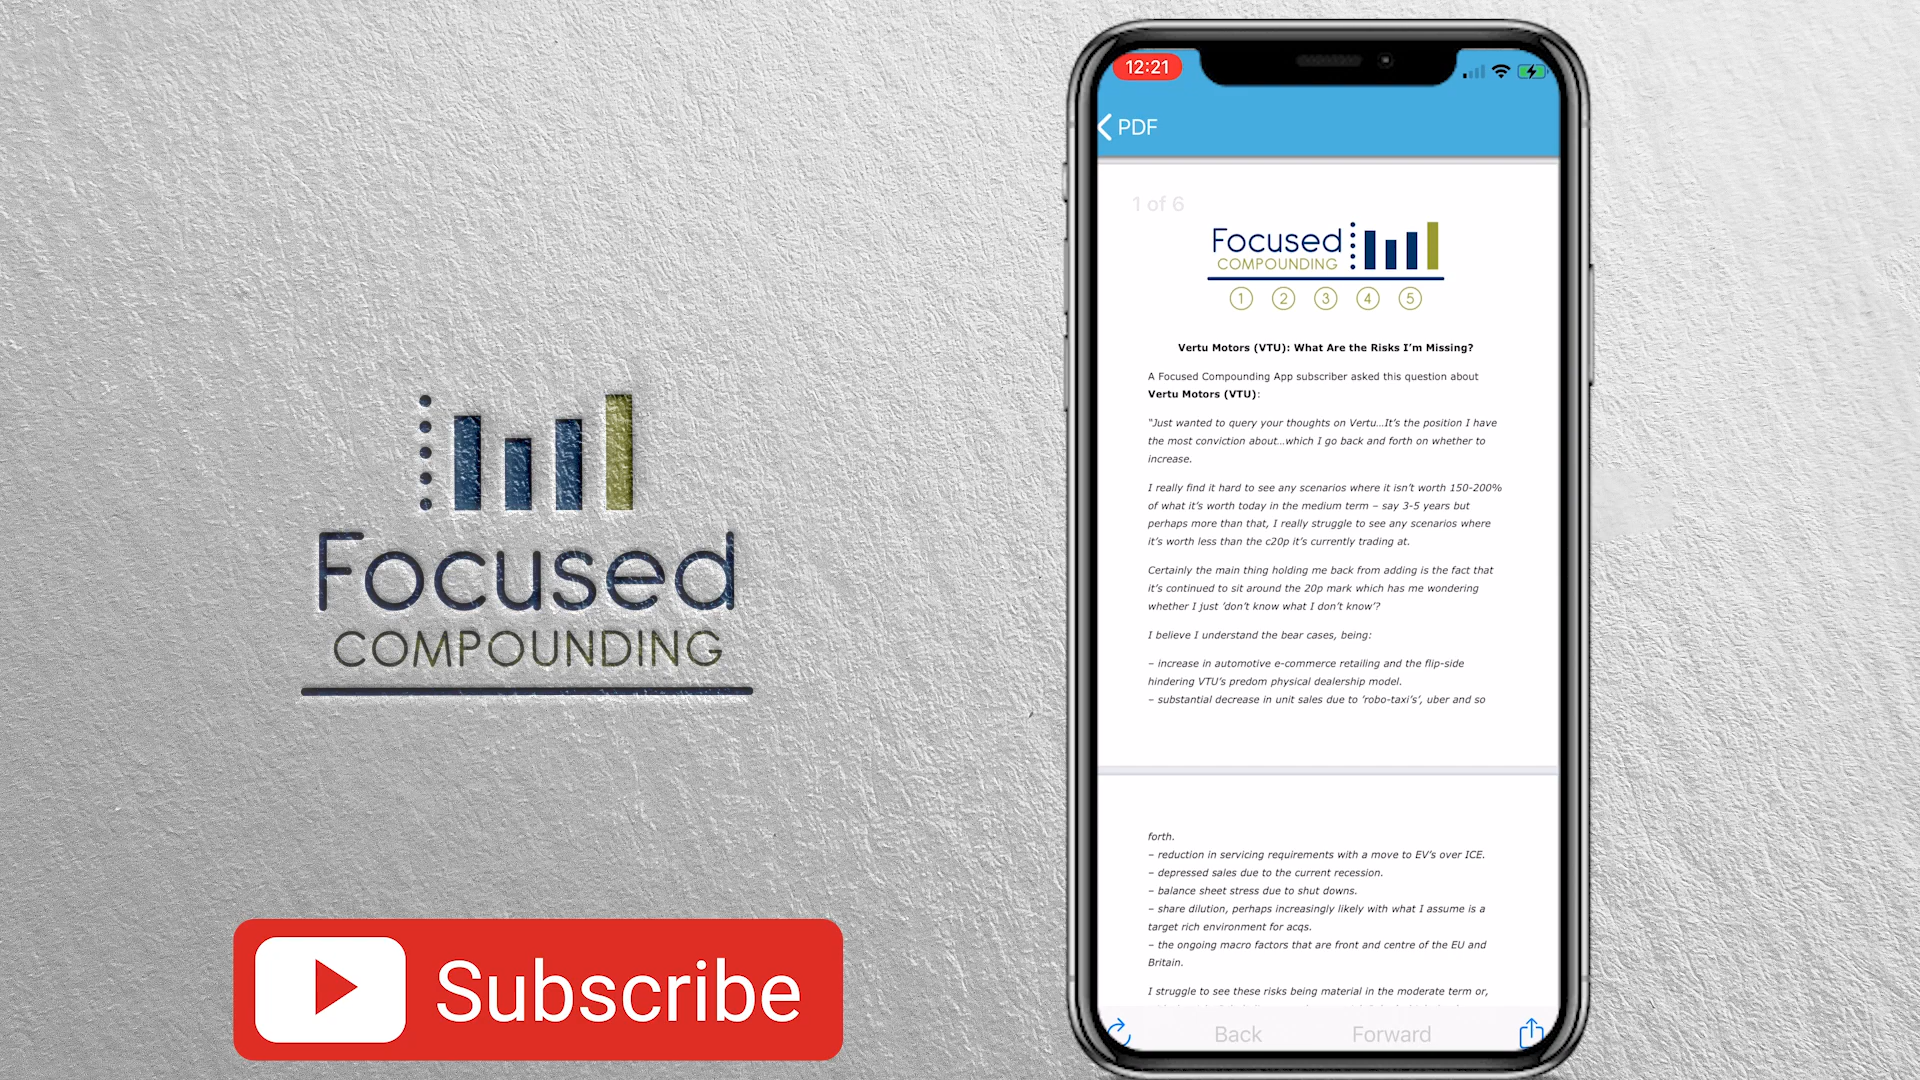 Focused
COMPOUNDING
Subscribe
12:21
PDF
1 of 6
Focused
COMPOUNDING
1 2 3 4 5
Vertu Motors (VTU): What Are the Risks I'm Missing?
A Focused Compounding App subscriber asked this question about
Vertu Motors (VTU):
"Just wanted to query your thoughts on Vertu...It's the position I have
the most conviction about...which I go back and forth on whether to
increase.
I really find it hard to see any scenarios where it isn't worth 150-200%
of what it's worth today in the medium term – say 3-5 years but
perhaps more than that, I really struggle to see any scenarios where
it's worth less than the c20p it's currently trading at.
Certainly the main thing holding me back from adding is the fact that
it's continued to sit around the 20p mark which has me wondering
whether I just 'don't know what I don't know'?
I believe I understand the bear cases, being:
– increase in automotive e-commerce retailing and the flip-side
hindering VTU's predom physical dealership model.
– substantial decrease in unit sales due to 'robo-taxi's', uber and so
forth.
– reduction in servicing requirements with a move to EV's over ICE.
– depressed sales due to the current recession.
– balance sheet stress due to shut downs.
– share dilution, perhaps increasingly likely with what I assume is a
target rich environment for acqs.
– the ongoing macro factors that are front and centre of the EU and
Britain.
I struggle to see these risks being material in the moderate term or,
Back Forward